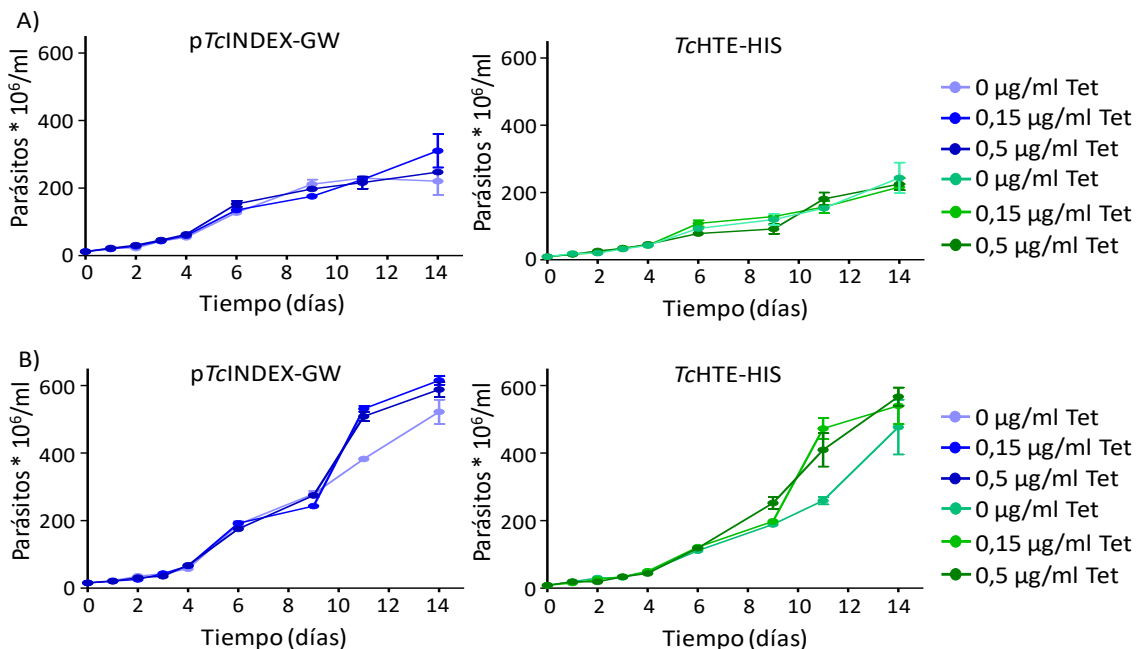 A)
pTcINDEX-GW
Parásitos * 10⁶/ml
600
400
200
0
0 2 4 6 8 10 12 14
Tiempo (días)
TcHTE-HIS
Parásitos * 10⁶/ml
600
400
200
0
0 2 4 6 8 10 12 14
Tiempo (días)
0 µg/ml Tet
0,15 µg/ml Tet
0,5 µg/ml Tet
0 µg/ml Tet
0,15 µg/ml Tet
0,5 µg/ml Tet
B)
pTcINDEX-GW
Parásitos * 10⁶/ml
600
400
200
0
0 2 4 6 8 10 12 14
Tiempo (días)
TcHTE-HIS
Parásitos * 10⁶/ml
600
400
200
0
0 2 4 6 8 10 12 14
Tiempo (días)
0 µg/ml Tet
0,15 µg/ml Tet
0,5 µg/ml Tet
0 µg/ml Tet
0,15 µg/ml Tet
0,5 µg/ml Tet